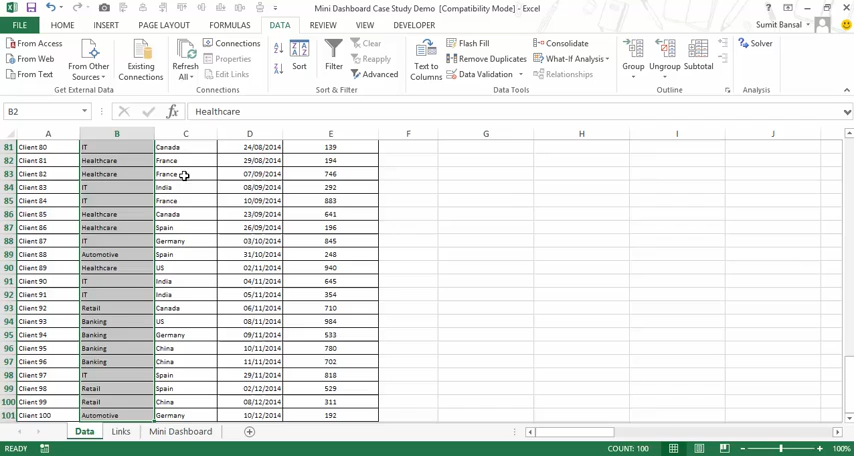 Mini Dashboard Case Study Demo [Compatibility Mode] - Excel
FILE HOME INSERT PAGE LAYOUT FORMULAS DATA REVIEW VIEW DEVELOPER Sumit Bansal
From Access
From Web
From Text
From Other Sources
Existing Connections
Get External Data
Refresh All
Connections
Properties
Edit Links
Connections
Sort
Filter
Clear
Reapply
Advanced
Sort & Filter
Text to Columns
Flash Fill
Remove Duplicates
Data Validation
Consolidate
What-If Analysis
Relationships
Data Tools
Group
Ungroup
Subtotal
Outline
Solver
Analysis
B2 fx Healthcare
A B C D E F G H I J
81 Client 80 IT Canada 24/08/2014 139
82 Client 81 Healthcare France 29/08/2014 194
83 Client 82 Healthcare France 07/09/2014 746
84 Client 83 IT India 08/09/2014 292
85 Client 84 IT France 10/09/2014 883
86 Client 85 Healthcare Canada 23/09/2014 641
87 Client 86 Healthcare Spain 26/09/2014 196
88 Client 87 IT Germany 03/10/2014 845
89 Client 88 Automotive Spain 31/10/2014 248
90 Client 89 Healthcare US 02/11/2014 940
91 Client 90 IT India 04/11/2014 645
92 Client 91 IT India 05/11/2014 354
93 Client 92 Retail Canada 06/11/2014 710
94 Client 93 Banking US 08/11/2014 984
95 Client 94 Banking Germany 09/11/2014 533
96 Client 95 Banking China 10/11/2014 780
97 Client 96 Banking China 11/11/2014 702
98 Client 97 IT Spain 29/11/2014 818
99 Client 98 Retail Spain 02/12/2014 529
100 Client 99 Retail China 08/12/2014 311
101 Client 100 Automotive Germany 10/12/2014 192
Data Links Mini Dashboard
READY COUNT: 100 100%